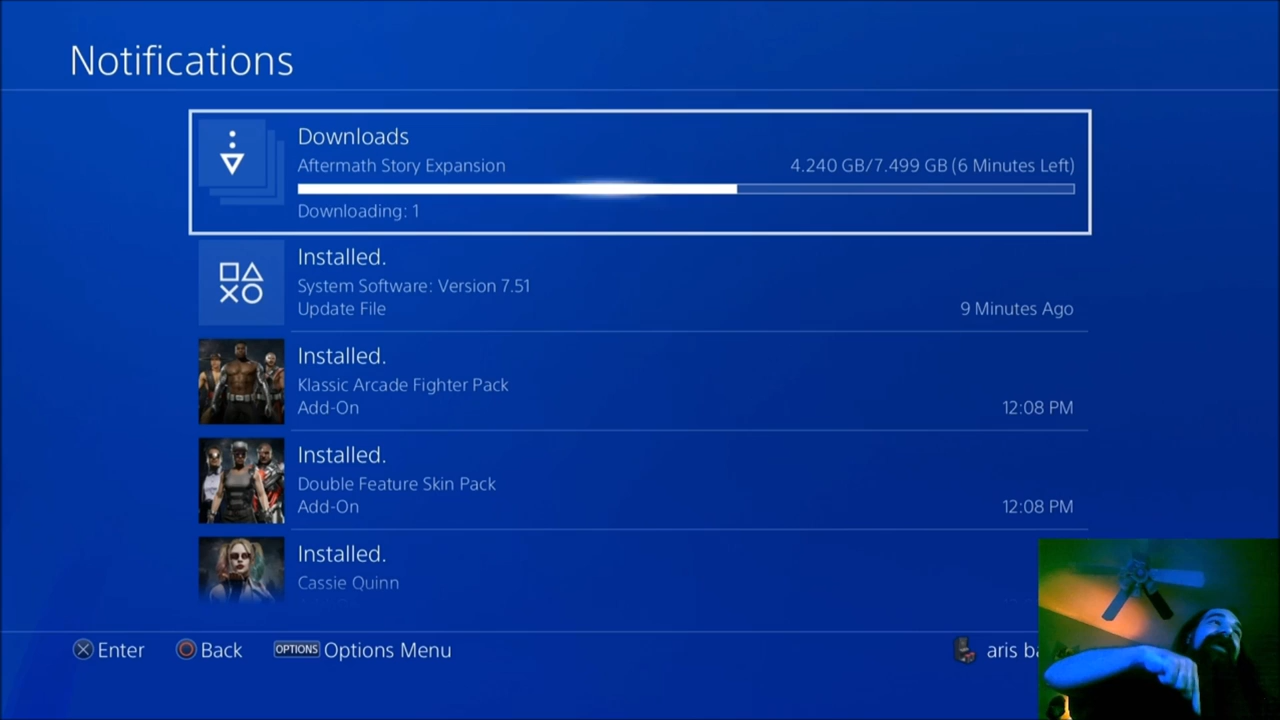 Notifications
Downloads
Aftermath Story Expansion 4.240 GB/7.499 GB (6 Minutes Left)
Downloading: 1
Installed.
System Software: Version 7.51
Update File 9 Minutes Ago
Installed.
Klassic Arcade Fighter Pack
Add-On 12:08 PM
Installed.
Double Feature Skin Pack
Add-On 12:08 PM
Installed.
Cassie Quinn
Enter Back OPTIONS Options Menu aris